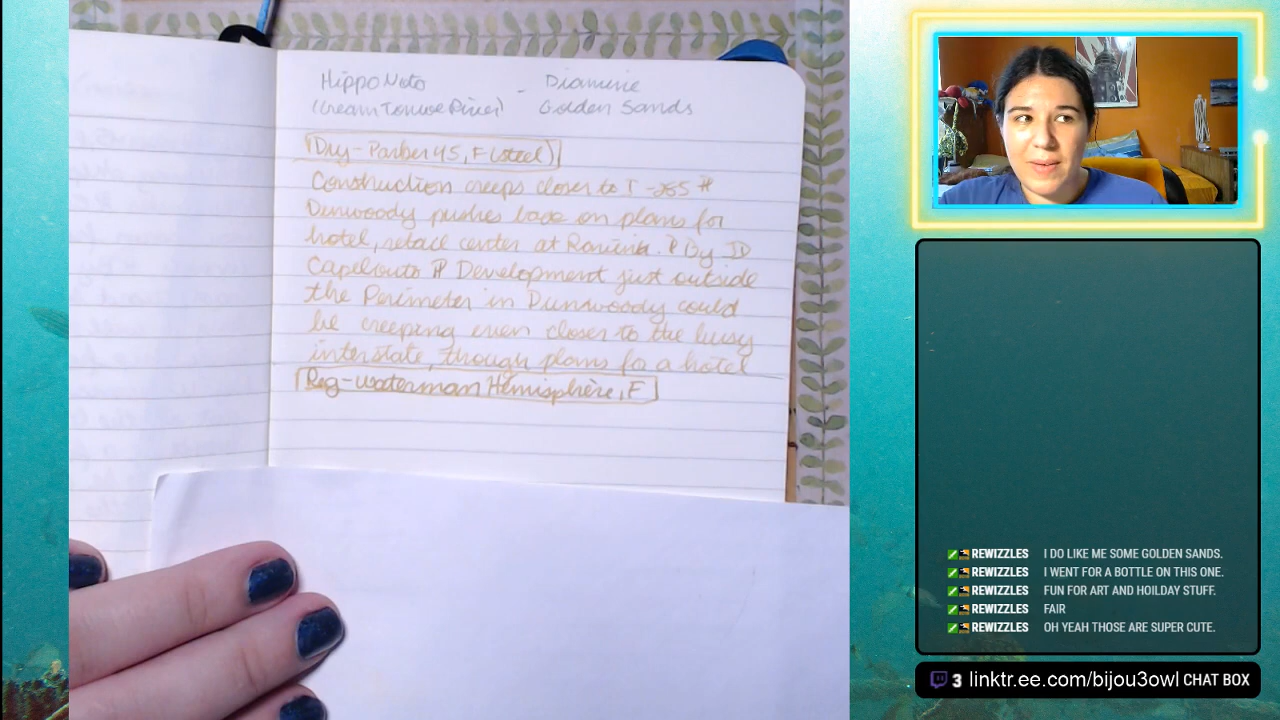 Hippo Noto - Diamine
(Cream Tomoe River) Golden Sands
Dry-Parker 45, F (steel)
Construction creeps closer to I-285 #
Dunwoody pushes back on plans for
hotel, retail center at Ravinia. ¶ By JD
Capelouto ¶ Development just outside
the Perimeter in Dunwoody could
be creeping even closer to the busy
interstate, though plans for a hotel
Reg-Waterman Hémisphère, F
REWIZZLES I DO LIKE ME SOME GOLDEN SANDS.
REWIZZLES I WENT FOR A BOTTLE ON THIS ONE.
REWIZZLES FUN FOR ART AND HOILDAY STUFF.
REWIZZLES FAIR
REWIZZLES OH YEAH THOSE ARE SUPER CUTE.
3 linktr.ee.com/bijou3owl CHAT BOX